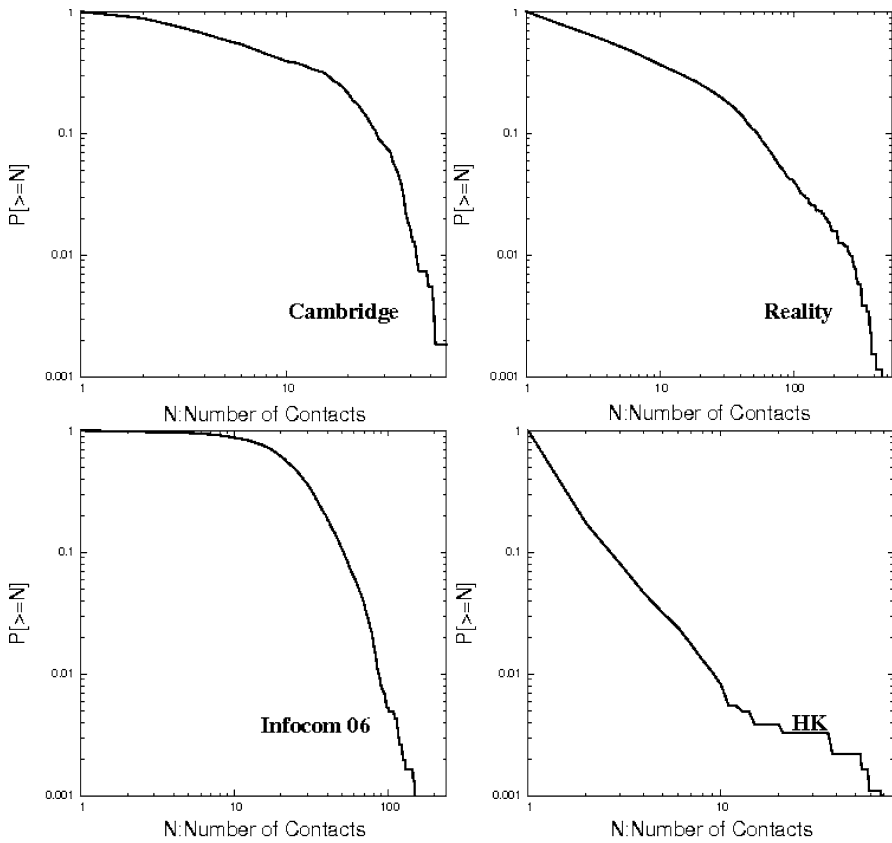 1
0.1
0.01
0.001
P[>=N]
Cambridge
1 10
N:Number of Contacts
1
0.1
0.01
0.001
P[>=N]
Reality
1 10 100
N:Number of Contacts
1
0.1
0.01
0.001
P[>=N]
Infocom 06
1 10 100
N:Number of Contacts
1
0.1
0.01
0.001
P[>=N]
HK
1 10
N:Number of Contacts